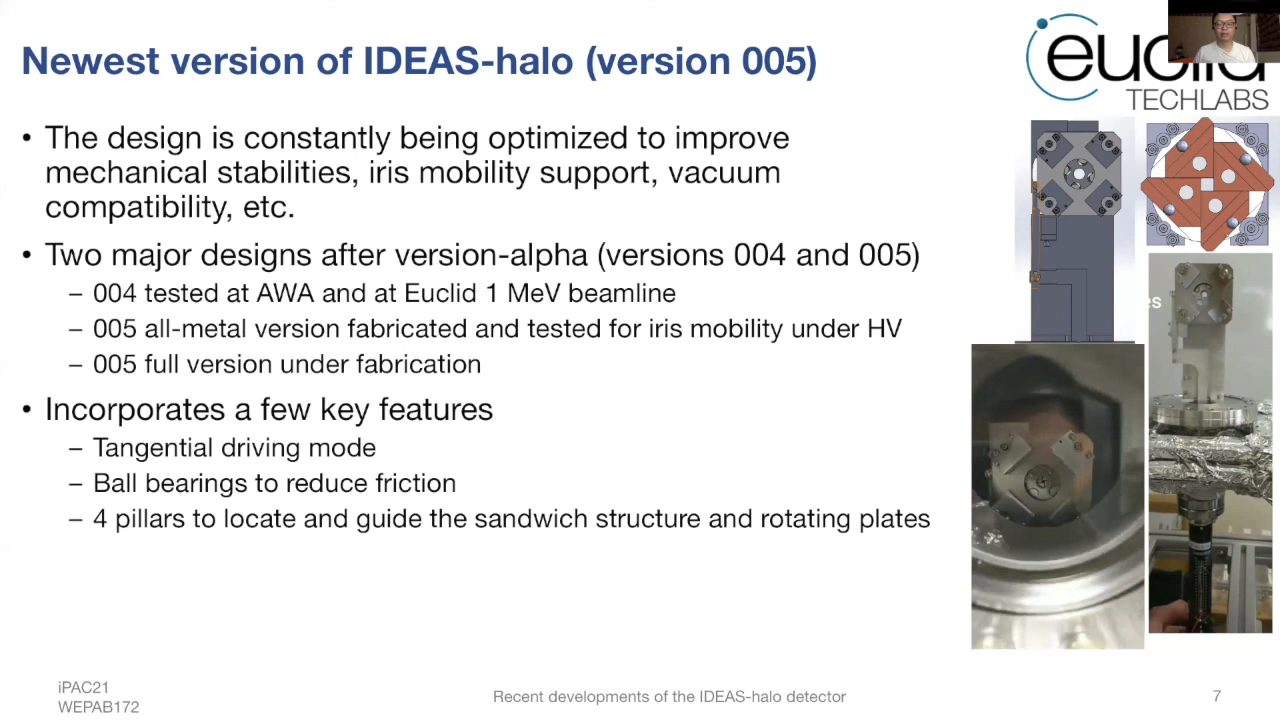 Newest version of IDEAS-halo (version 005)
TECHLABS
• The design is constantly being optimized to improve
mechanical stabilities, iris mobility support, vacuum
compatibility, etc.
• Two major designs after version-alpha (versions 004 and 005)
– 004 tested at AWA and at Euclid 1 MeV beamline
– 005 all-metal version fabricated and tested for iris mobility under HV
– 005 full version under fabrication
• Incorporates a few key features
– Tangential driving mode
– Ball bearings to reduce friction
– 4 pillars to locate and guide the sandwich structure and rotating plates
iPAC21
WEPAB172
Recent developments of the IDEAS-halo detector
7